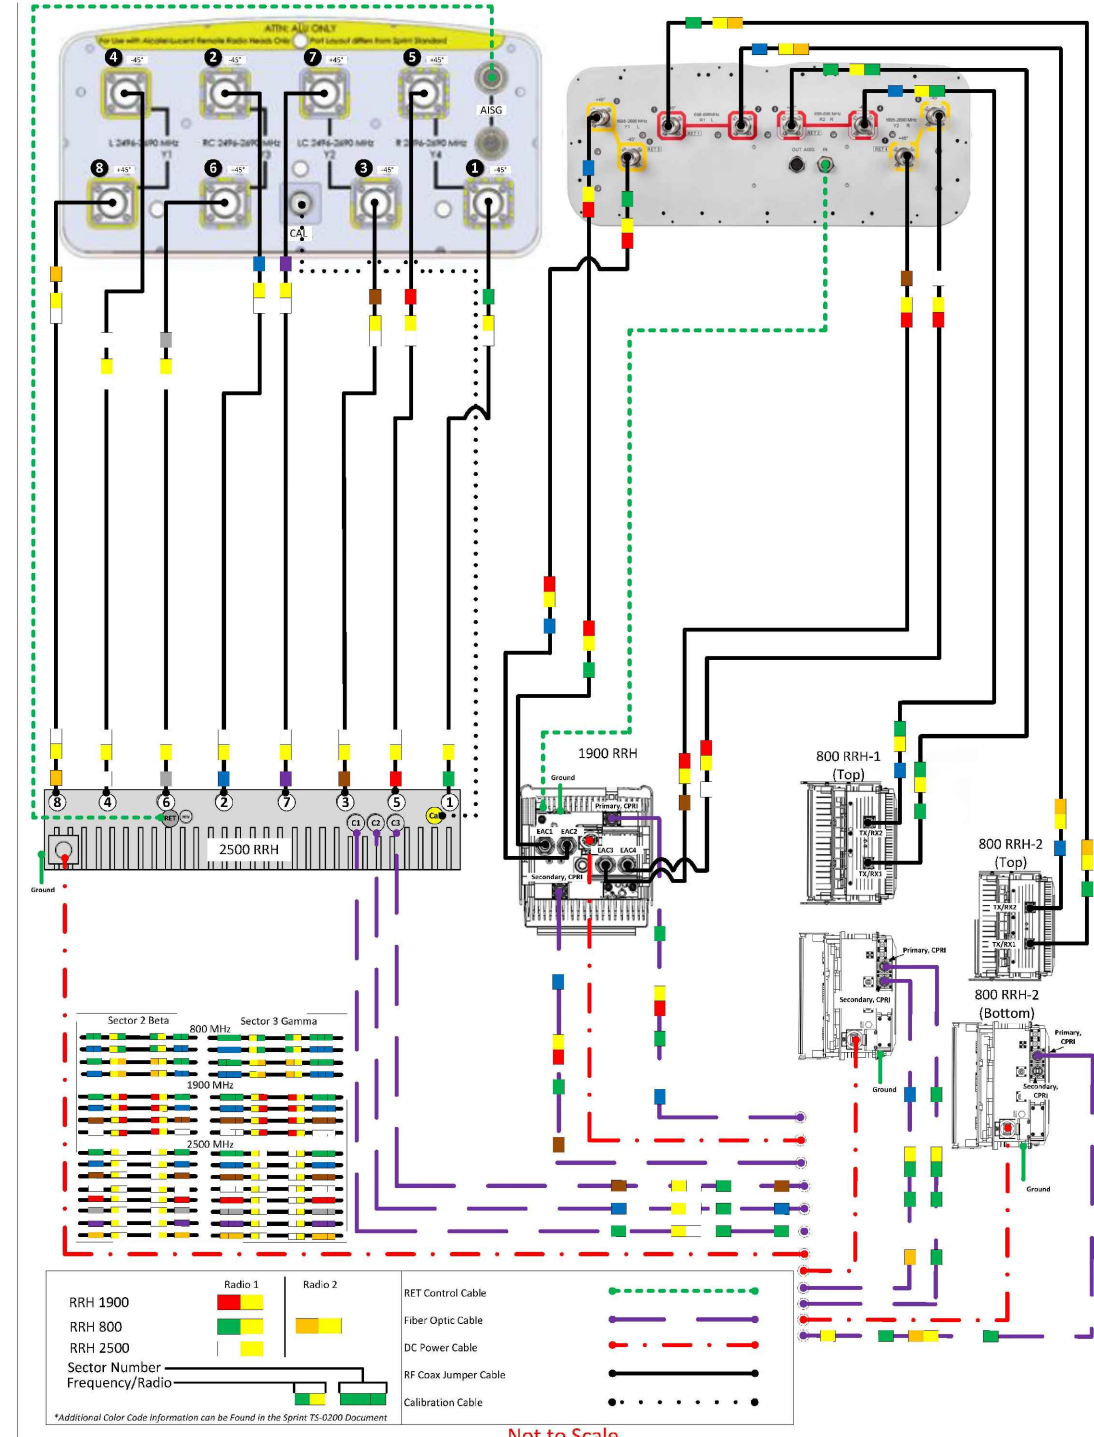 ATTN: ALU ONLY
For Use with Alcatel-Lucent Remote Radio Heads Only
Port Layout differs from Sprint Standard
4 -45°
2 -45°
7 +45°
5 +45°
AISG
L 2496-2690 MHz
Y1
RC 2496-2690 MHz
Y3
LC 2496-2690 MHz
Y2
R 2496-2690 MHz
Y4
8 +45°
6 -45°
3 -45°
1 -45°
CAL
OUT AISG IN
1900 RRH
Ground
Primary, CPRI
EAC1 EAC2
EAC3 EAC4
Secondary, CPRI
800 RRH-1
(Top)
TX/RX2
TX/RX1
800 RRH-2
(Top)
TX/RX2
TX/RX1
8 4 6 2 7 3 5 1
RET
Cal
C1 C2 C3
2500 RRH
Ground
Primary, CPRI
Secondary, CPRI
Ground
800 RRH-2
(Bottom)
Primary,
CPRI
Secondary,
CPRI
Ground
Sector 2 Beta Sector 3 Gamma
800 MHz
1900 MHz
2500 MHz
Radio 1 Radio 2
RRH 1900
RRH 800
RRH 2500
Sector Number
Frequency/Radio
*Additional Color Code Information can be Found in the Sprint TS-0200 Document
RET Control Cable
Fiber Optic Cable
DC Power Cable
RF Coax Jumper Cable
Calibration Cable
Not to Scale